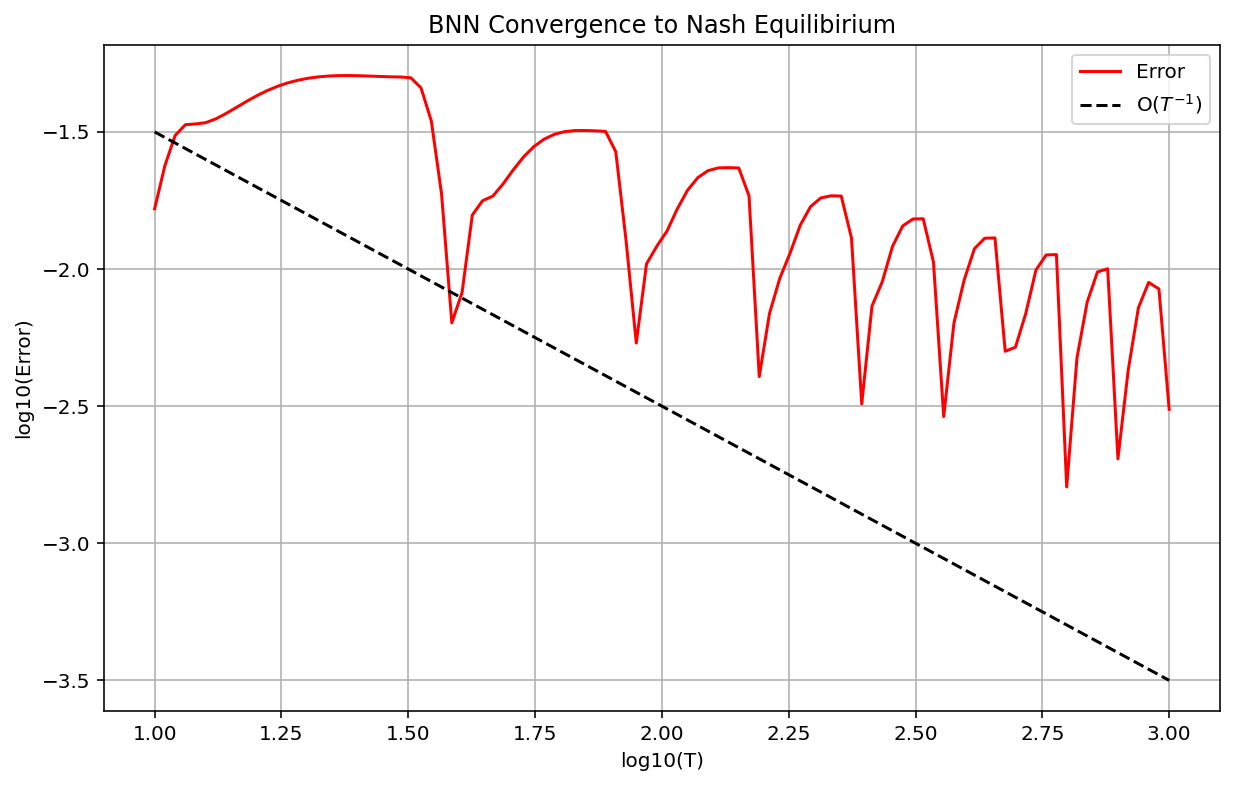 BNN Convergence to Nash Equilibirium
Error
O(T⁻¹)
log10(Error)
−1.5
−2.0
−2.5
−3.0
−3.5
1.00 1.25 1.50 1.75 2.00 2.25 2.50 2.75 3.00
log10(T)